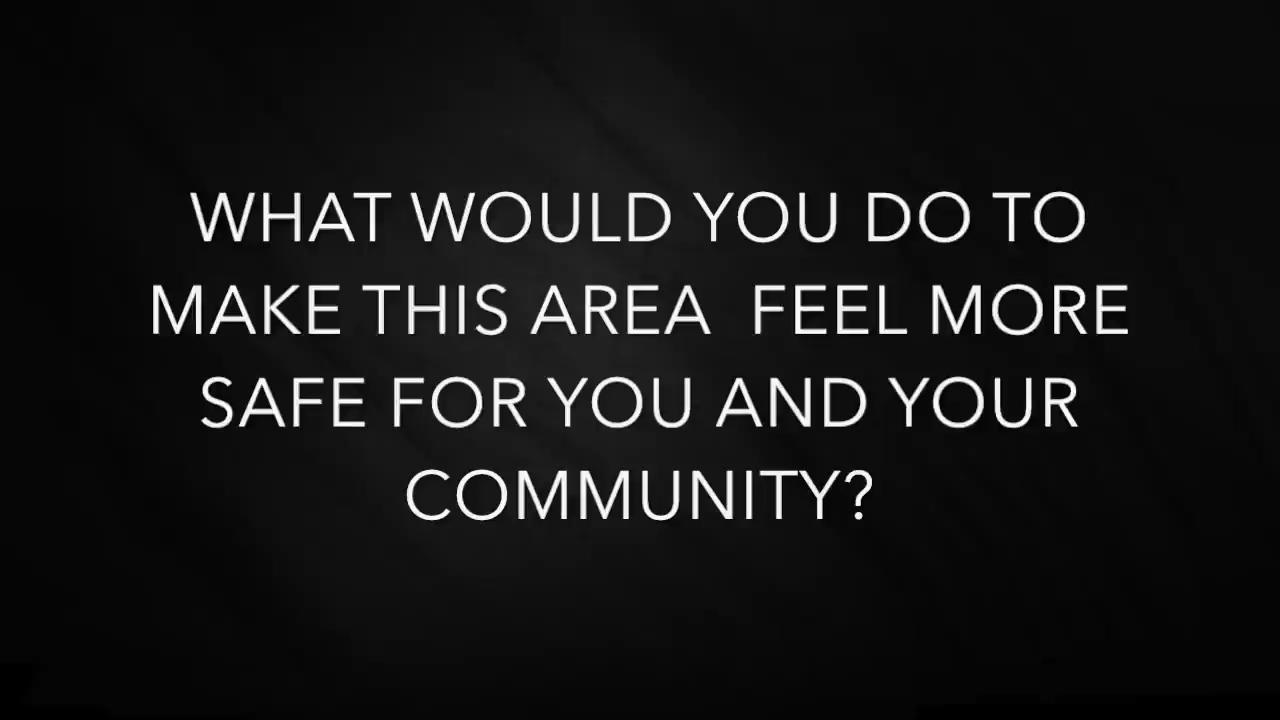 WHAT WOULD YOU DO TO
MAKE THIS AREA  FEEL MORE
SAFE FOR YOU AND YOUR
COMMUNITY?